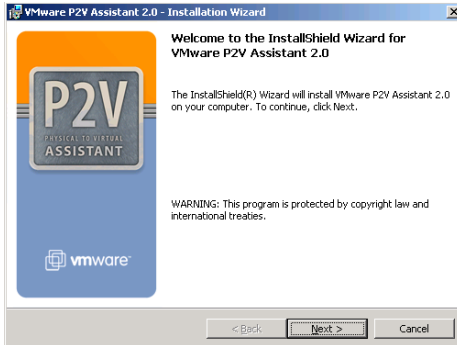 VMware P2V Assistant 2.0 - Installation Wizard
Welcome to the InstallShield Wizard for
VMware P2V Assistant 2.0
P2V
PHYSICAL TO VIRTUAL
ASSISTANT
The InstallShield(R) Wizard will install VMware P2V Assistant 2.0
on your computer. To continue, click Next.
WARNING: This program is protected by copyright law and
international treaties.
vmware
< Back
Next >
Cancel